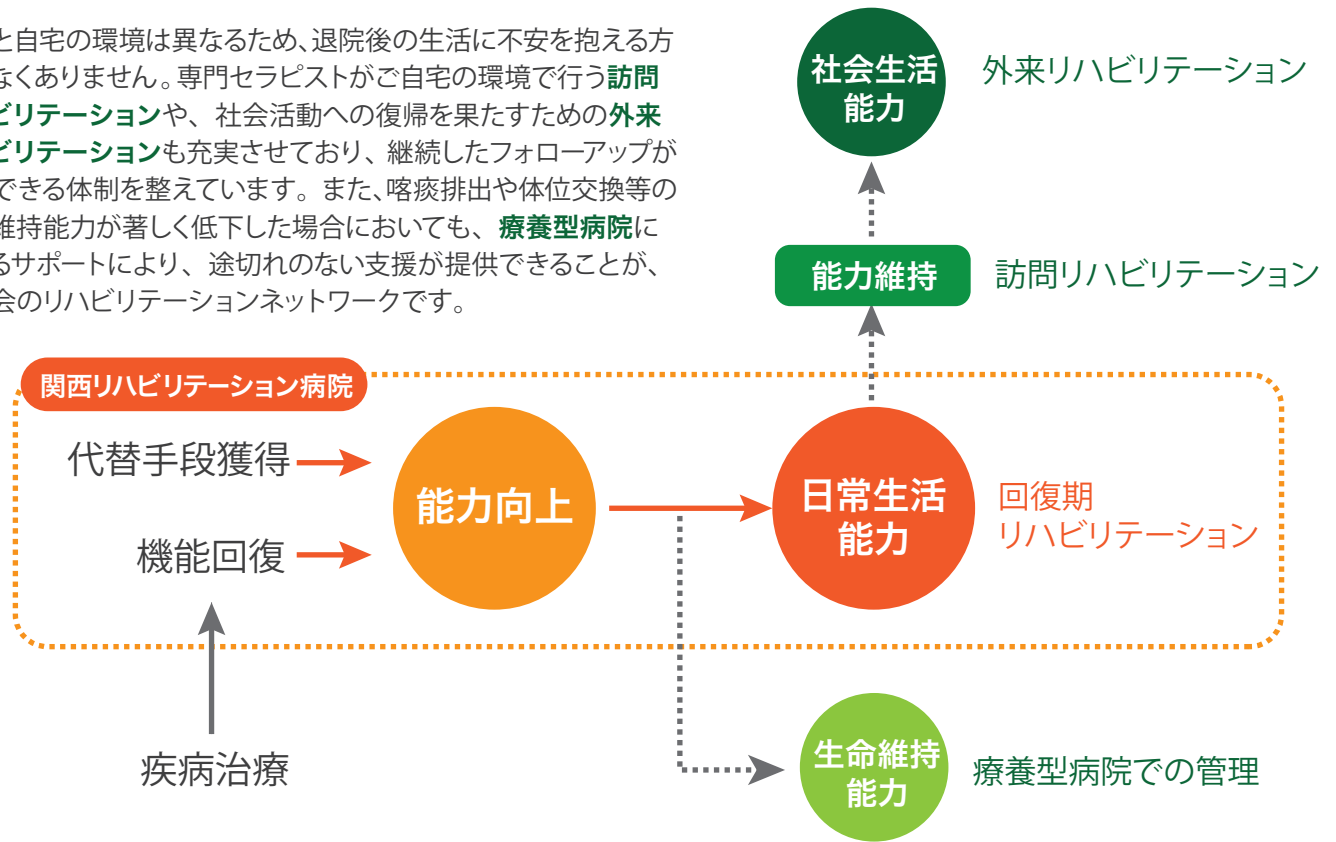 と自宅の環境は異なるため、退院後の生活に不安を抱える方
なくありません。専門セラピストがご自宅の環境で行う訪問
ビリテーションや、社会活動への復帰を果たすための外来
ビリテーションも充実させており、継続したフォローアップが
できる体制を整えています。また、喀痰排出や体位交換等の
維持能力が著しく低下した場合においても、療養型病院に
るサポートにより、途切れのない支援が提供できることが、
会のリハビリテーションネットワークです。
社会生活
能力
外来リハビリテーション
能力維持
訪問リハビリテーション
関西リハビリテーション病院
代替手段獲得
機能回復
能力向上
日常生活
能力
回復期
リハビリテーション
疾病治療
生命維持
能力
療養型病院での管理